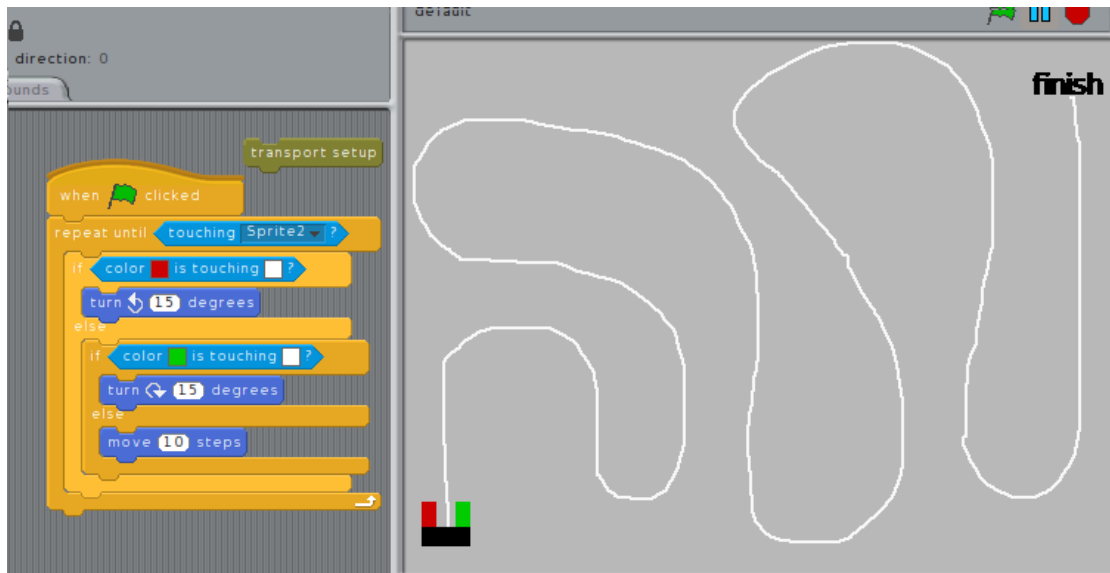 default
direction: 0
ounds
finish
transport setup
when clicked
repeat until touching Sprite2 ?
if color is touching ?
turn 15 degrees
else
if color is touching ?
turn 15 degrees
else
move 10 steps